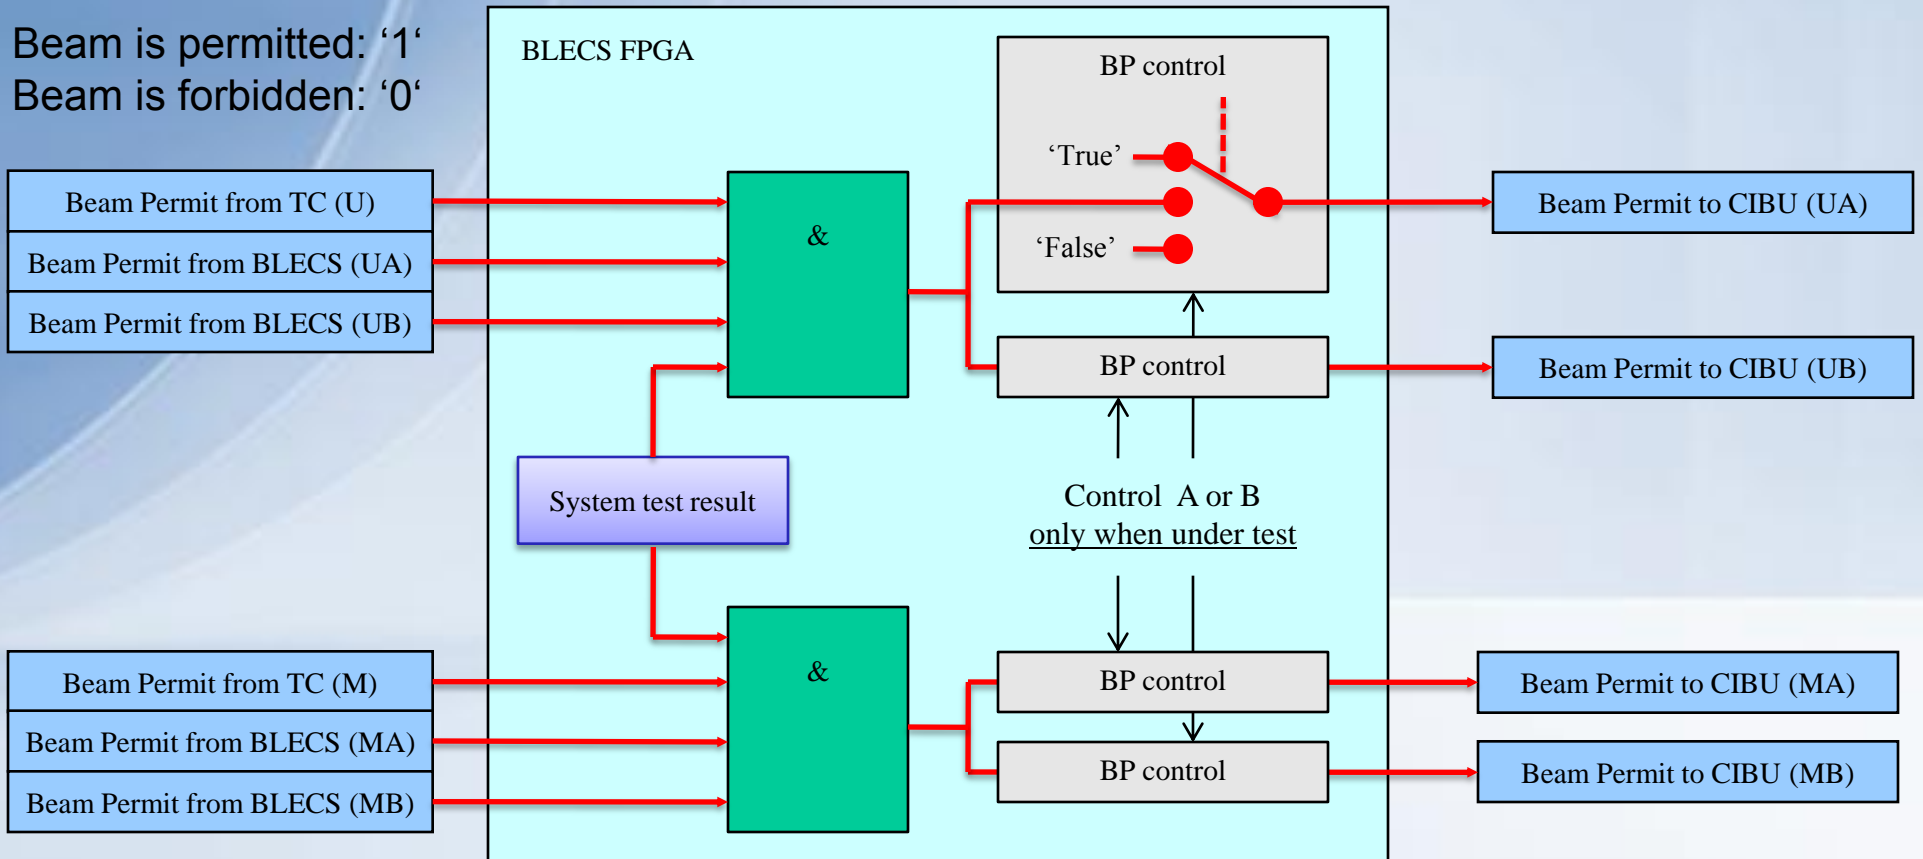 Beam is permitted: ‘1‘
Beam is forbidden: ‘0‘
BLECS FPGA
BP control
‘True’
‘False’
Beam Permit from TC (U)
Beam Permit from BLECS (UA)
Beam Permit from BLECS (UB)
&
Beam Permit to CIBU (UA)
BP control
Beam Permit to CIBU (UB)
System test result
Control A or B
only when under test
Beam Permit from TC (M)
Beam Permit from BLECS (MA)
Beam Permit from BLECS (MB)
&
BP control
Beam Permit to CIBU (MA)
BP control
Beam Permit to CIBU (MB)